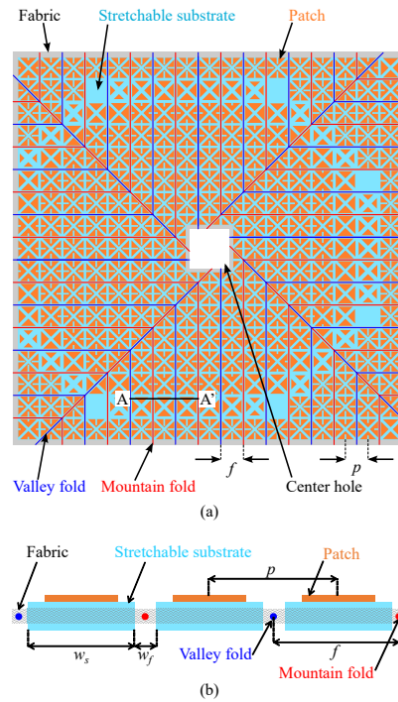 Fabric
Stretchable substrate
Patch
A
A'
Valley fold
Mountain fold
f
Center hole
p
(a)
Fabric
Stretchable substrate
Patch
p
w_s
w_f
Valley fold
f
Mountain fold
(b)